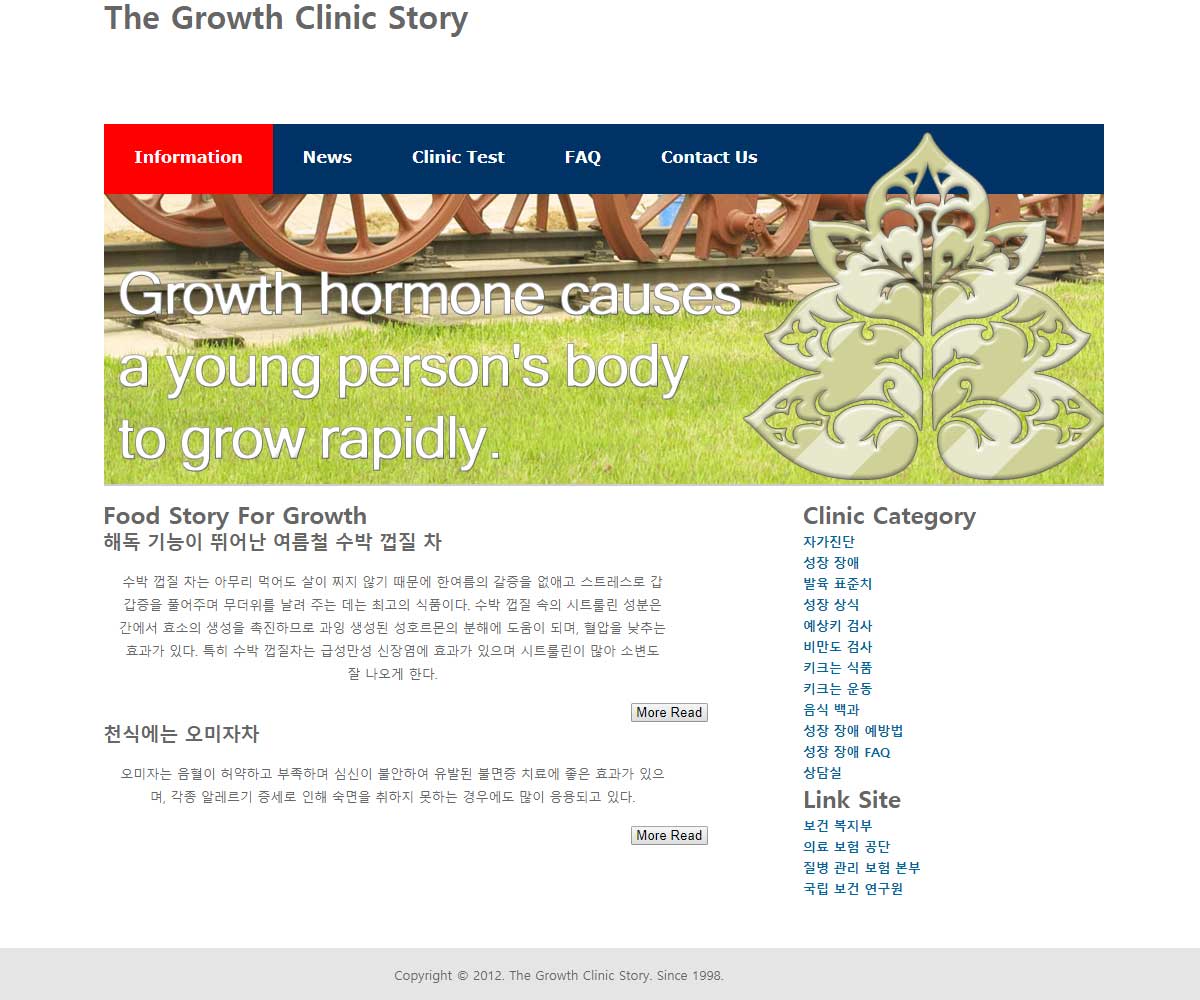 The Growth Clinic Story
Information
News
Clinic Test
FAQ
Contact Us
Growth hormone causes
a young person's body
to grow rapidly.
Food Story For Growth
해독 기능이 뛰어난 여름철 수박 껍질 차
수박 껍질 차는 아무리 먹어도 살이 찌지 않기 때문에 한여름의 갈증을 없애고 스트레스로 갑
갑증을 풀어주며 무더위를 날려 주는 데는 최고의 식품이다. 수박 껍질 속의 시트룰린 성분은
간에서 효소의 생성을 촉진하므로 과잉 생성된 성호르몬의 분해에 도움이 되며, 혈압을 낮추는
효과가 있다. 특히 수박 껍질자는 급성만성 신장염에 효과가 있으며 시트룰린이 많아 소변도
잘 나오게 한다.
More Read
천식에는 오미자차
오미자는 음혈이 허약하고 부족하며 심신이 불안하여 유발된 불면증 치료에 좋은 효과가 있으
며, 각종 알레르기 증세로 인해 숙면을 취하지 못하는 경우에도 많이 응용되고 있다.
More Read
Clinic Category
자가진단
성장 장애
발육 표준치
성장 상식
예상키 검사
비만도 검사
키크는 식품
키크는 운동
음식 백과
성장 장애 예방법
성장 장애 FAQ
상담실
Link Site
보건 복지부
의료 보험 공단
질병 관리 보험 본부
국립 보건 연구원
Copyright © 2012. The Growth Clinic Story. Since 1998.